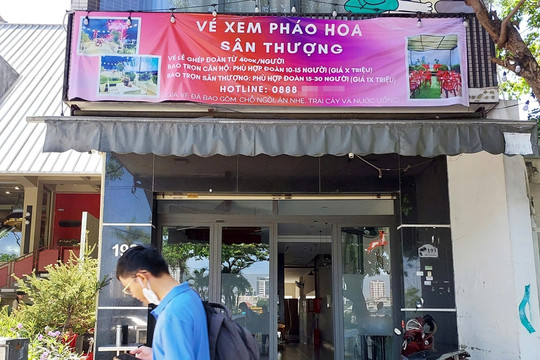 VÉ XEM PHÁO HOA
SÂN THƯỢNG
VÉ LẺ GHÉP ĐOÀN TỪ 400K/NGƯỜI
BAO TRỌN CĂN HỘ: PHÙ HỢP ĐOÀN 10-15 NGƯỜI (GIÁ X TRIỆU)
BAO TRỌN SÂN THƯỢNG: PHÙ HỢP ĐOÀN 15-30 NGƯỜI (GIÁ 1X TRIỆU)
HOTLINE: 0888
GIÁ VÉ ĐÃ BAO GỒM: CHỖ NGỒI, ĂN NHẸ, TRÁI CÂY VÀ NƯỚC UỐNG
193